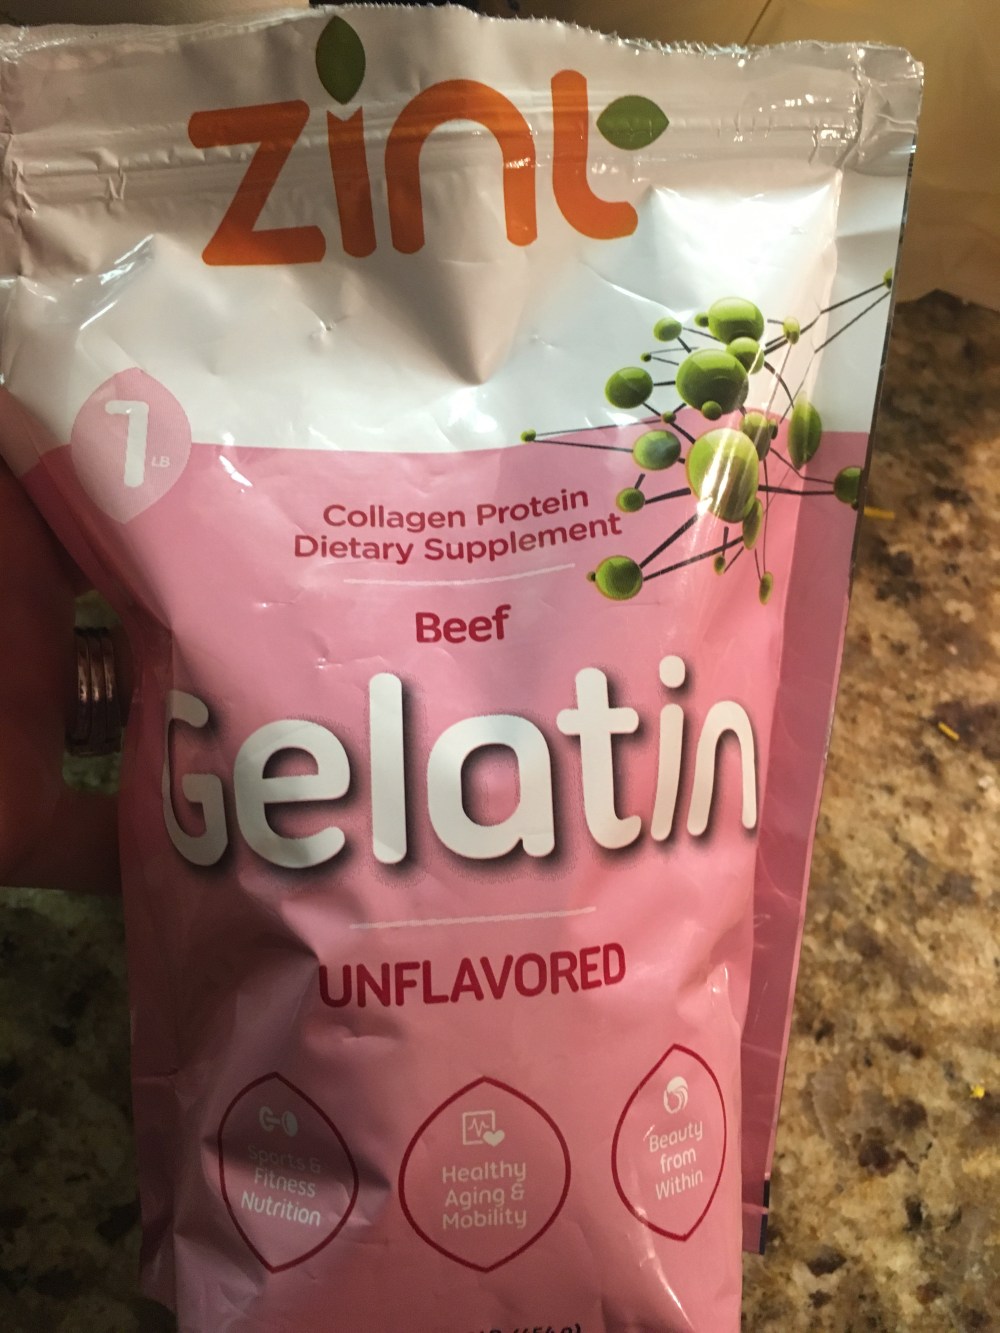 zint
1 LB
Collagen Protein
Dietary Supplement
Beef
Gelatin
UNFLAVORED
Sports &
Fitness
Nutrition
Healthy
Aging &
Mobility
Beauty
from
Within